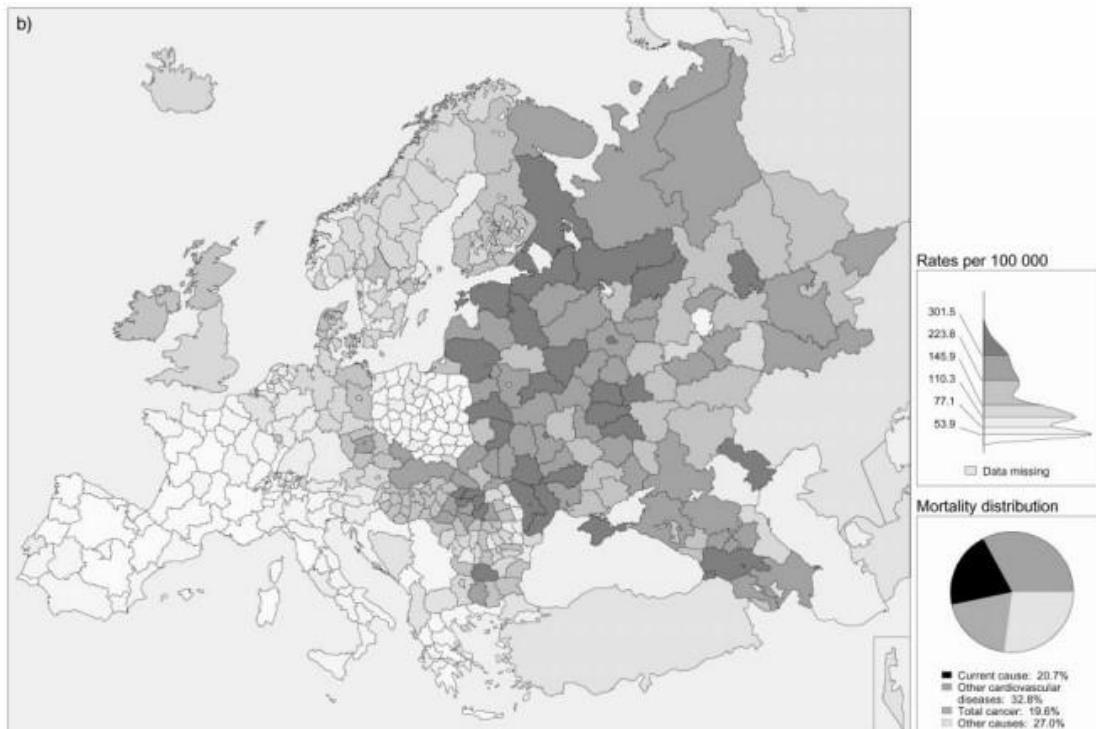 b)
Rates per 100 000
301.5
223.8
145.9
110.3
77.1
53.9
Data missing
Mortality distribution
Current cause: 20.7%
Other cardiovascular
diseases: 32.8%
Total cancer: 19.6%
Other causes: 27.0%